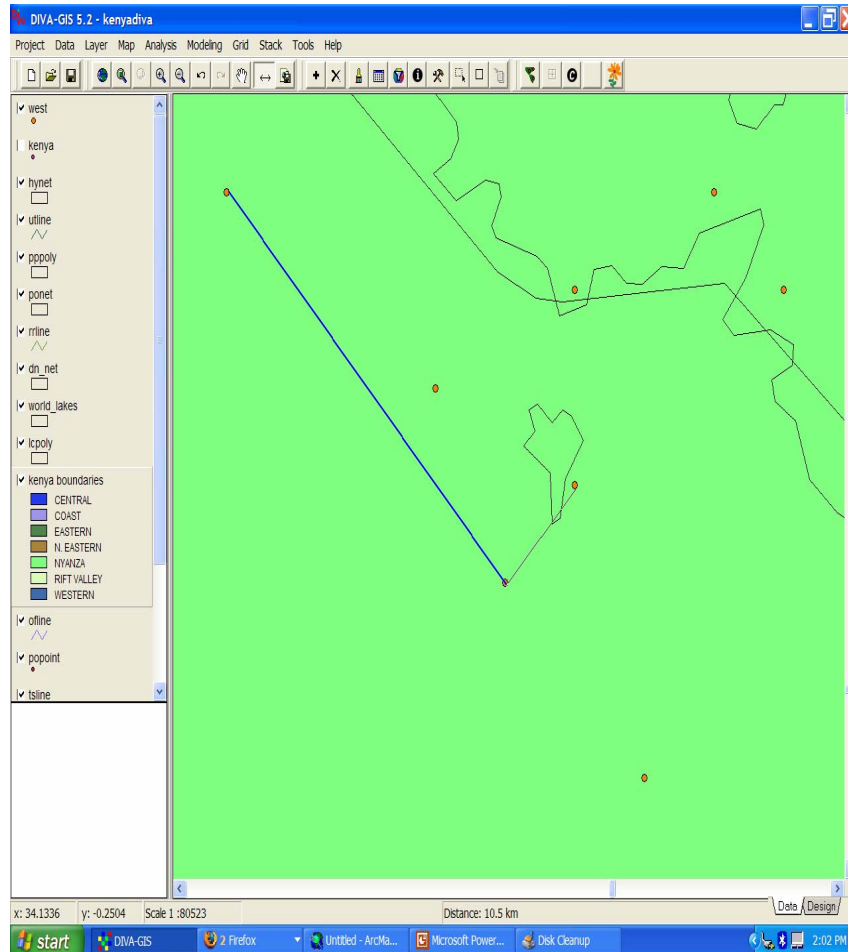 DIVA-GIS 5.2 - kenyadiva
Project Data Layer Map Analysis Modeling Grid Stack Tools Help
west
kenya
hynet
utline
pppoly
ponet
rrline
dn_net
world_lakes
lcpoly
kenya boundaries
CENTRAL
COAST
EASTERN
N. EASTERN
NYANZA
RIFT VALLEY
WESTERN
ofline
popoint
tsline
x: 34.1336 y: -0.2504 Scale 1 :80523 Distance: 10.5 km Data Design
start DIVA-GIS 2 Firefox Untitled - ArcMa... Microsoft Power... Disk Cleanup 2:02 PM